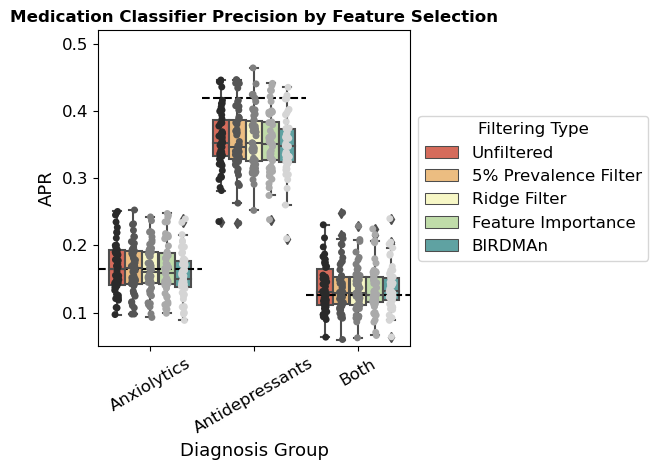 Medication Classifier Precision by Feature Selection
0.5
0.4
0.3
0.2
0.1
APR
Anxiolytics
Antidepressants
Both
Diagnosis Group
Filtering Type
Unfiltered
5% Prevalence Filter
Ridge Filter
Feature Importance
BIRDMAn